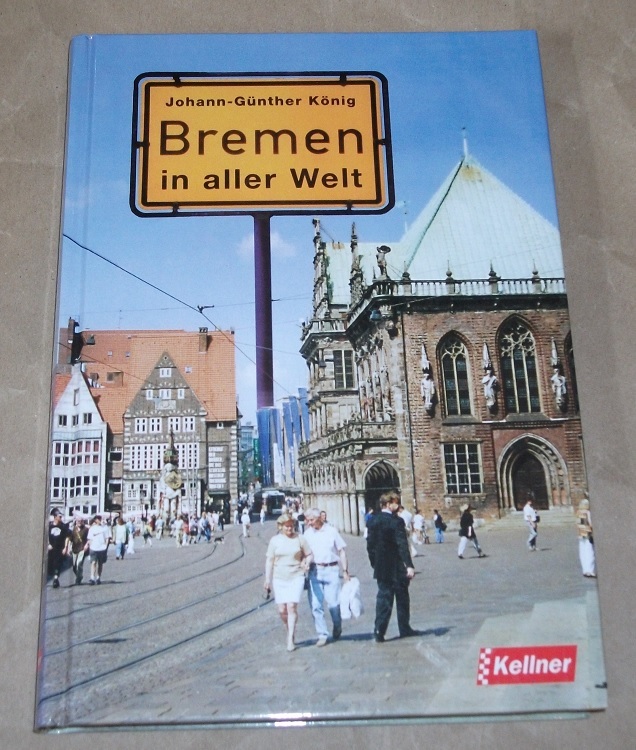 Johann-Günther König
Bremen
in aller Welt
Kellner